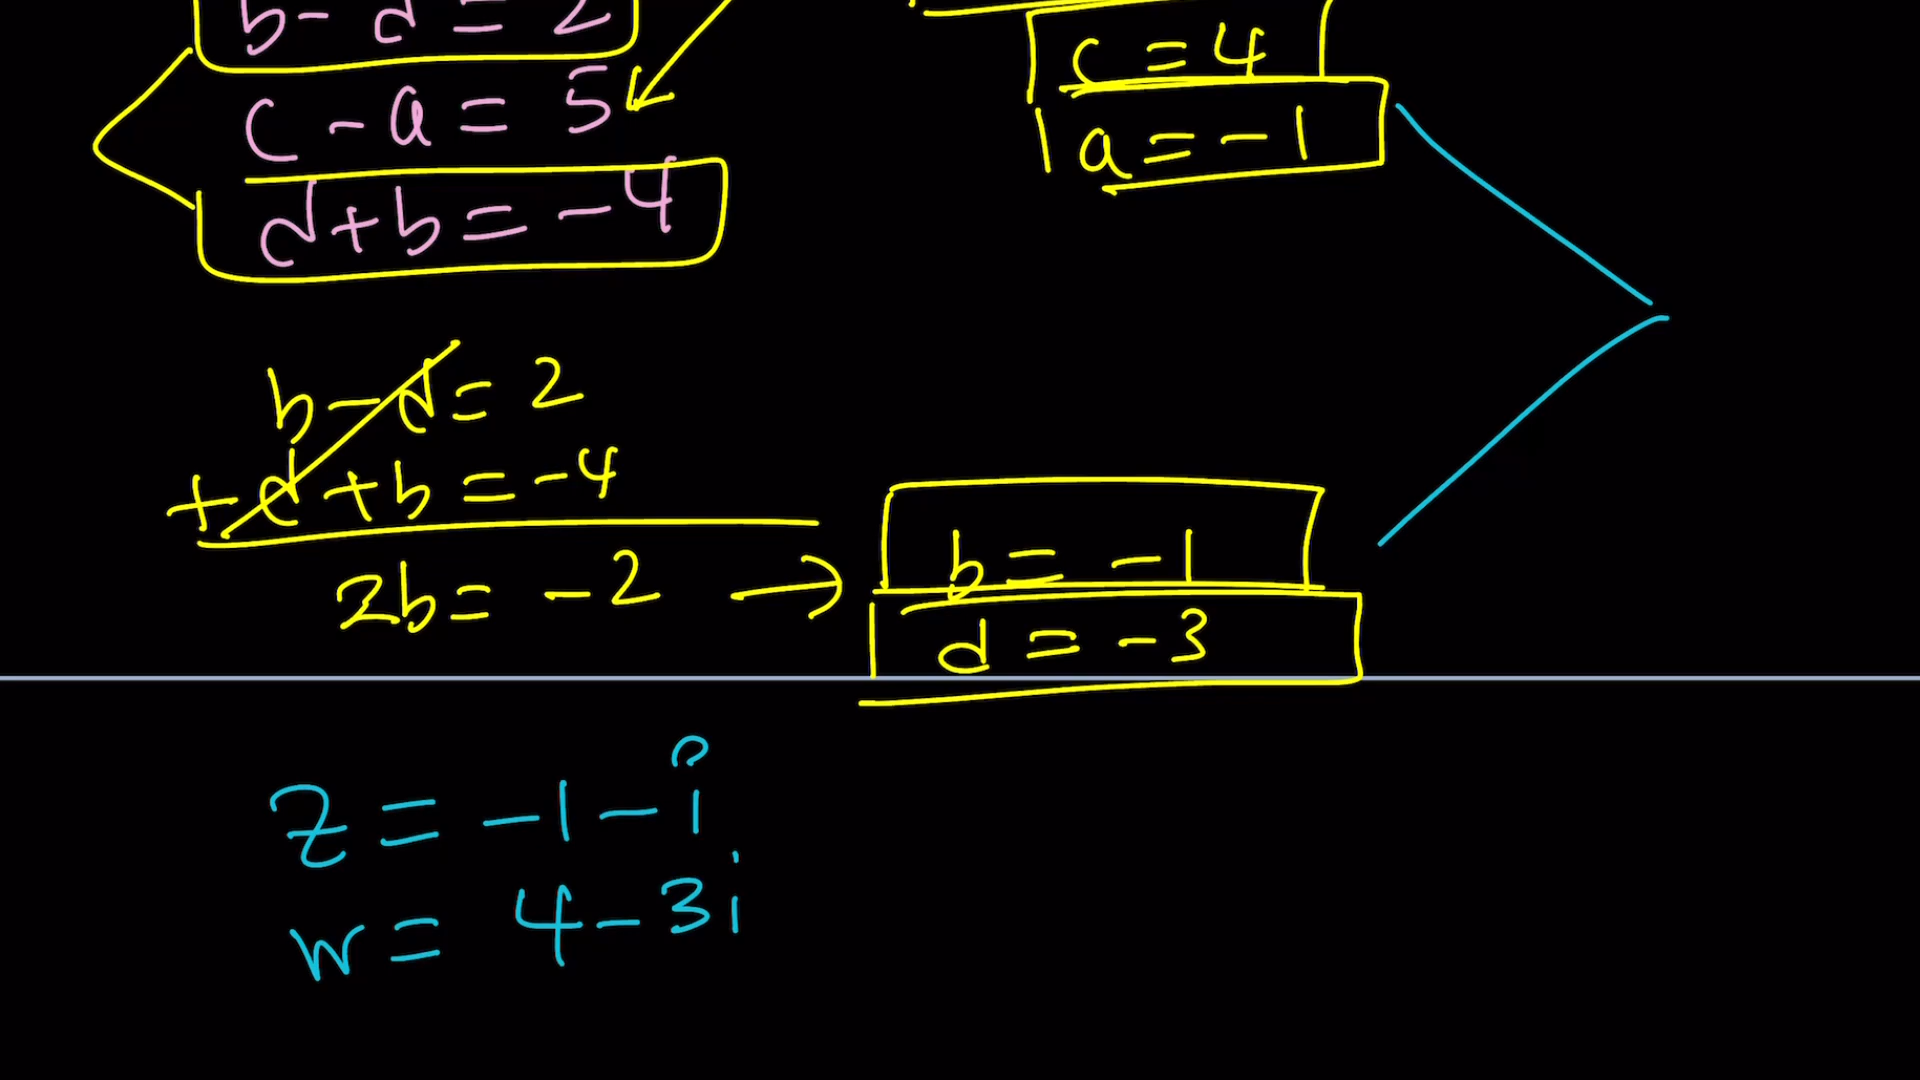 b - d = 2
c - a = 5
d + b = -4
c = 4
a = -1
b - d = 2
+ d + b = -4
2b = -2 →
b = -1
d = -3
z = -1 - i
w = 4 - 3i